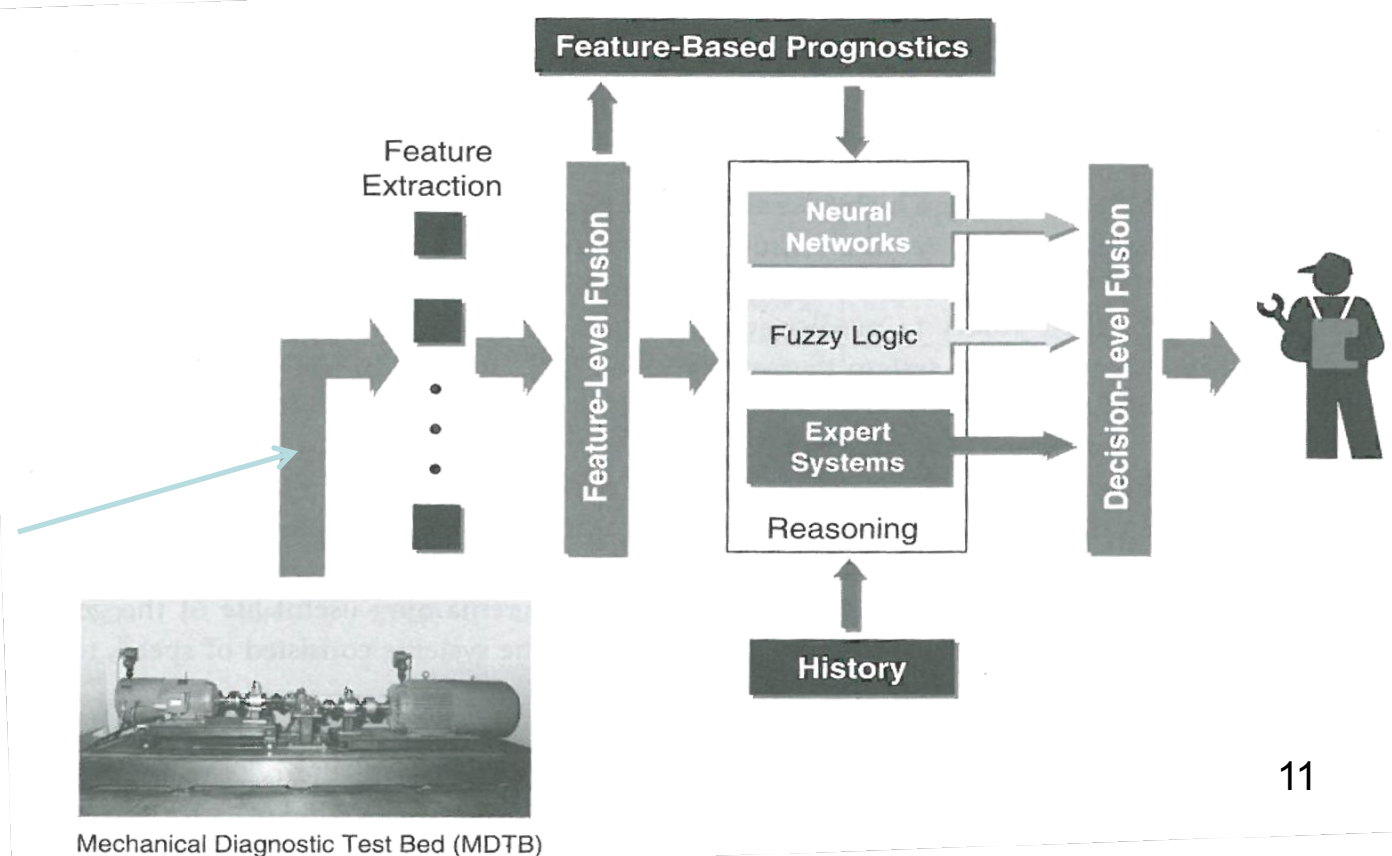 Feature-Based Prognostics
Feature
Extraction
Feature-Level Fusion
Neural
Networks
Fuzzy Logic
Expert
Systems
Reasoning
Decision-Level Fusion
History
Mechanical Diagnostic Test Bed (MDTB)
11